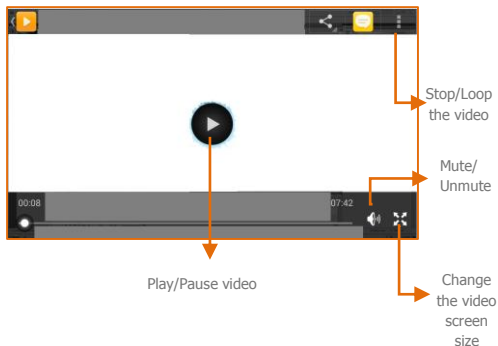 Stop/Loop
the video
Mute/
Unmute
00:08
07:42
Play/Pause video
Change
the video
screen
size